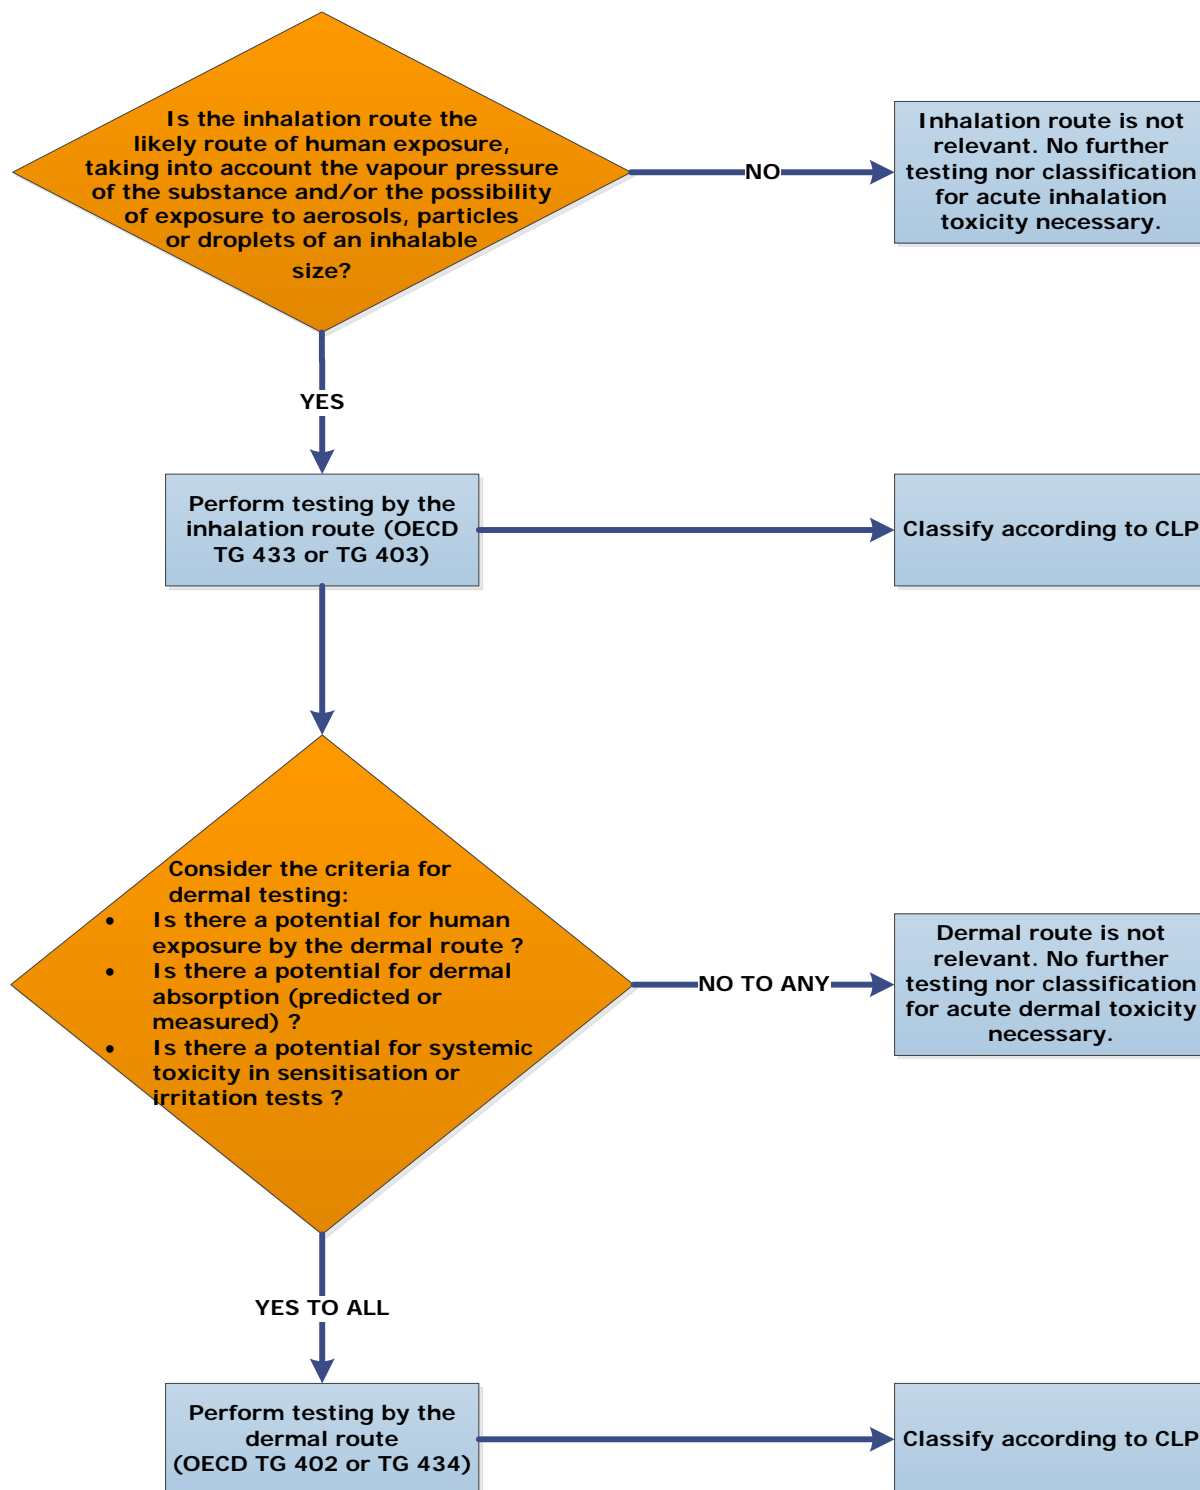 Is the inhalation route the
likely route of human exposure,
taking into account the vapour pressure
of the substance and/or the possibility
of exposure to aerosols, particles
or droplets of an inhalable
size?
NO
Inhalation route is not
relevant. No further
testing nor classification
for acute inhalation
toxicity necessary.
YES
Perform testing by the
inhalation route (OECD
TG 433 or TG 403)
Classify according to CLP
Consider the criteria for
dermal testing:
• Is there a potential for human
exposure by the dermal route ?
• Is there a potential for dermal
absorption (predicted or
measured) ?
• Is there a potential for systemic
toxicity in sensitisation or
irritation tests ?
NO TO ANY
Dermal route is not
relevant. No further
testing nor classification
for acute dermal toxicity
necessary.
YES TO ALL
Perform testing by the
dermal route
(OECD TG 402 or TG 434)
Classify according to CLP